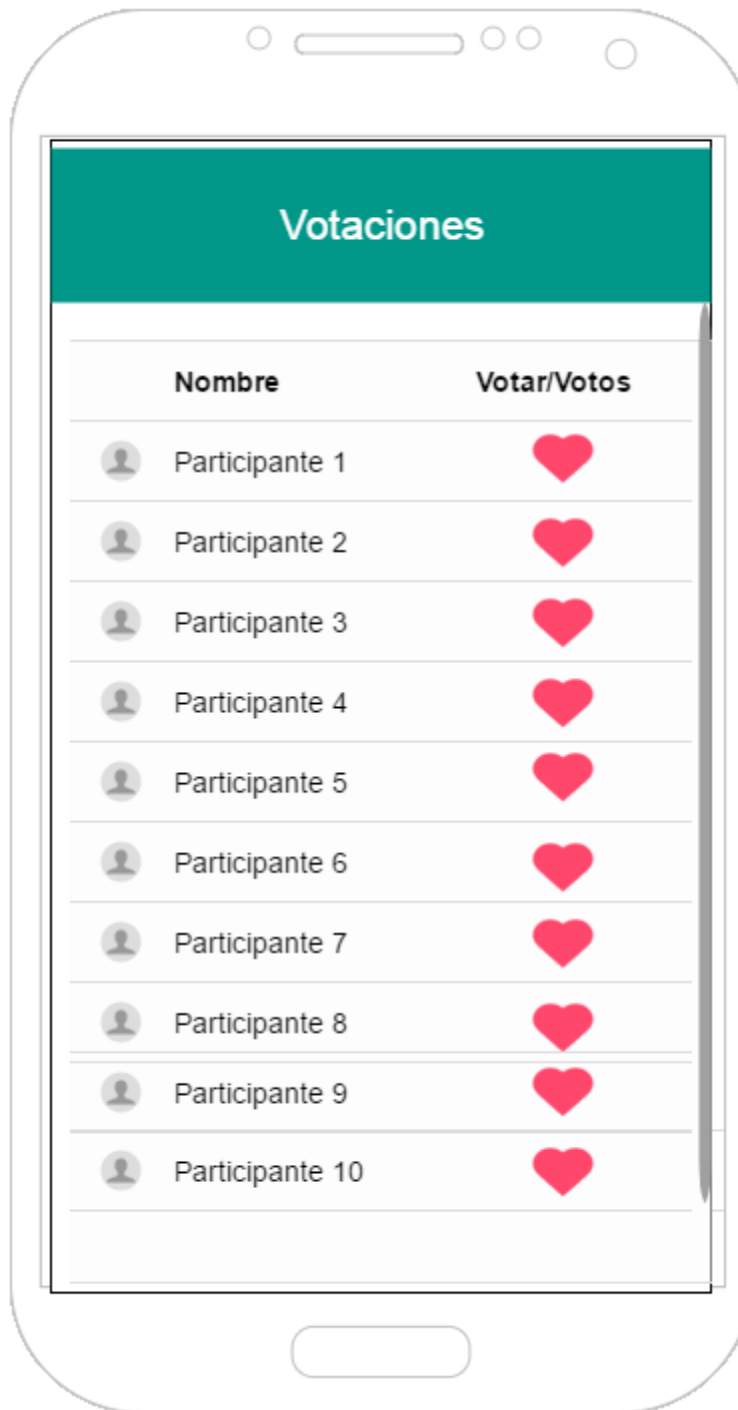 Votaciones
Nombre Votar/Votos
Participante 1
Participante 2
Participante 3
Participante 4
Participante 5
Participante 6
Participante 7
Participante 8
Participante 9
Participante 10